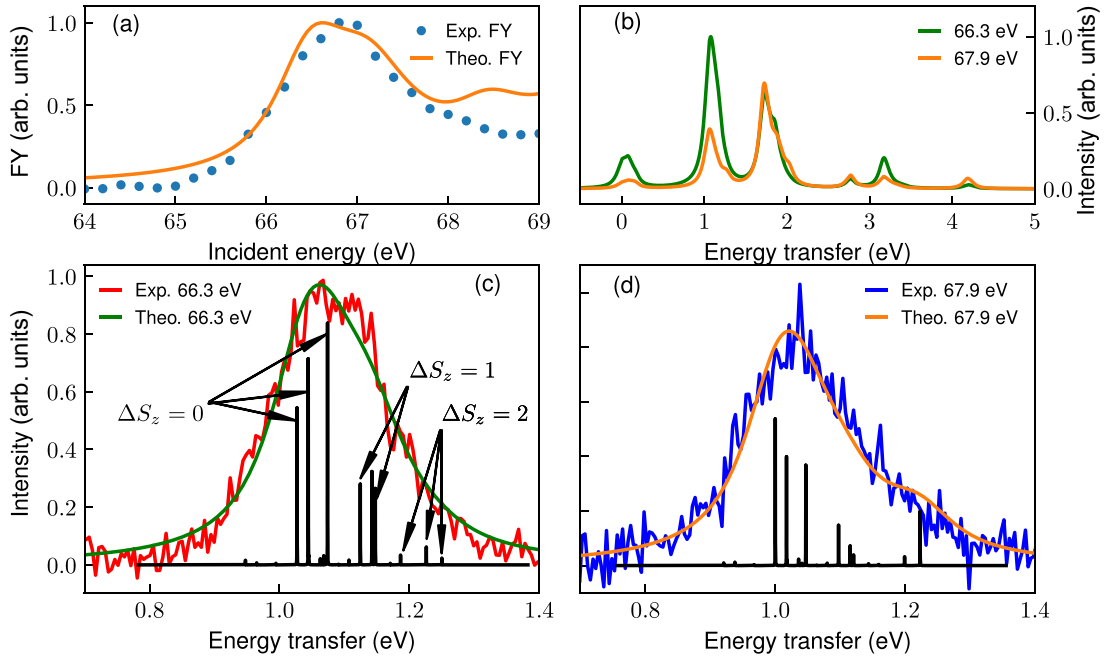 (a)
Exp. FY
Theo. FY
FY (arb. units)
1.0
0.5
0.0
64 65 66 67 68 69
Incident energy (eV)
(b)
66.3 eV
67.9 eV
Intensity (arb. units)
1.0
0.5
0.0
0 1 2 3 4 5
Energy transfer (eV)
(c)
Exp. 66.3 eV
Theo. 66.3 eV
Intensity (arb. units)
1.0
0.8
0.6
0.4
0.2
0.0
ΔS_z = 0
ΔS_z = 1
ΔS_z = 2
0.8 1.0 1.2 1.4
Energy transfer (eV)
(d)
Exp. 67.9 eV
Theo. 67.9 eV
0.8 1.0 1.2 1.4
Energy transfer (eV)